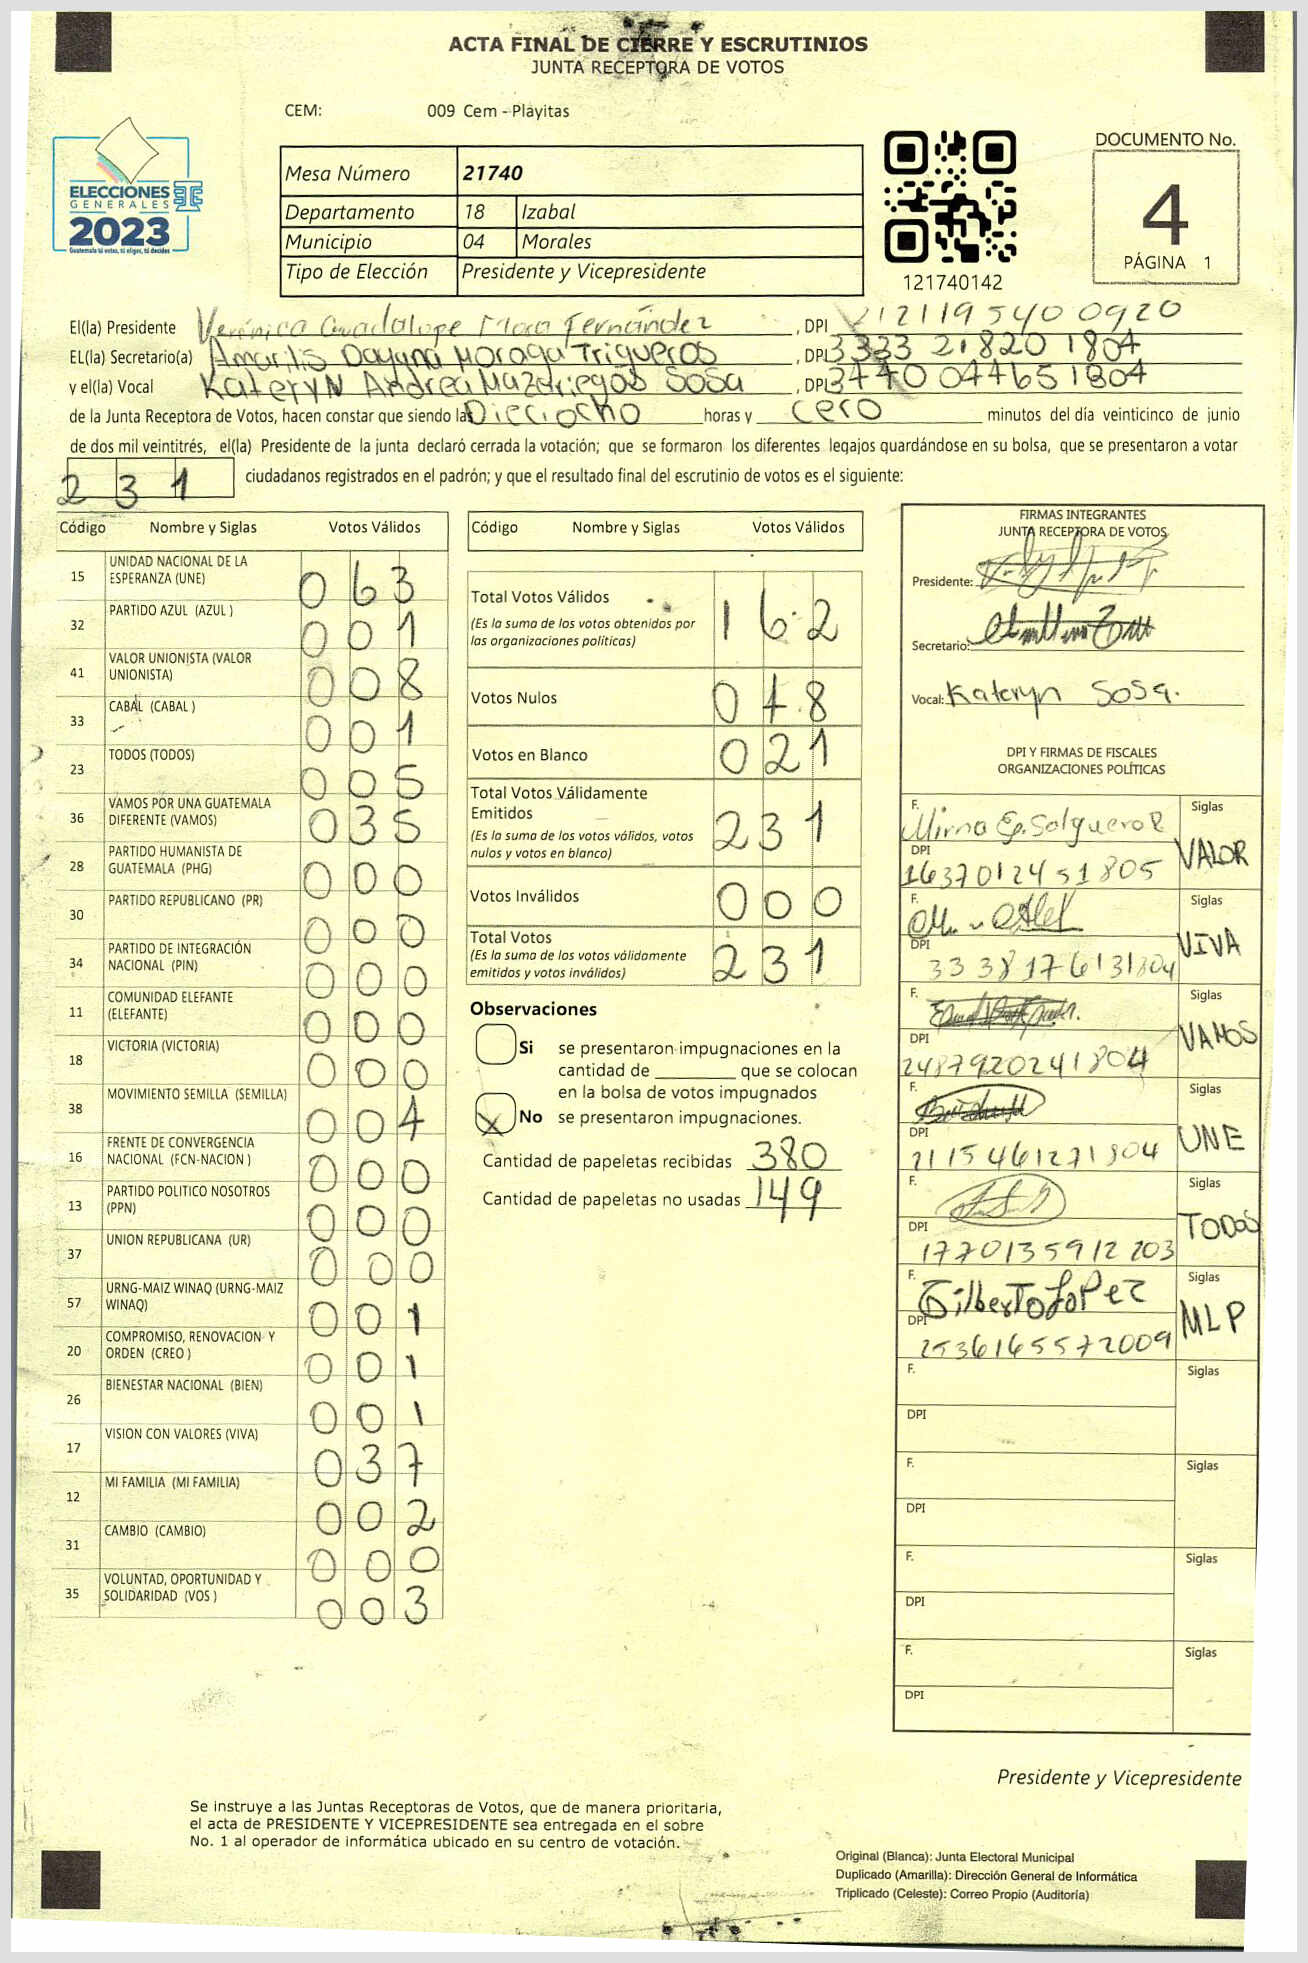 ACTA FINAL DE CIERRE Y ESCRUTINIOS
JUNTA RECEPTORA DE VOTOS
CEM: 009 Cem - Playitas
ELECCIONES
GENERALES
2023
Guatemala tú votas, tú eliges, tú decides
Mesa Número 21740
Departamento 18 Izabal
Municipio 04 Morales
Tipo de Elección Presidente y Vicepresidente
121740142
DOCUMENTO No.
4
PÁGINA 1
El(la) Presidente Verónica Guadalupe Mora Fernández , DPI 212119540 0920
EL(la) Secretario(a) Amarilis Dayana Moraga Trigueros , DPI 3333 21820 1804
y el(la) Vocal Kateryn Andrea Mazariegos Sosa , DPI 3440 044651804
de la Junta Receptora de Votos, hacen constar que siendo las Dieciocho horas y cero minutos del día veinticinco de junio
de dos mil veintitrés, el(la) Presidente de la junta declaró cerrada la votación; que se formaron los diferentes legajos guardándose en su bolsa, que se presentaron a votar
231 ciudadanos registrados en el padrón; y que el resultado final del escrutinio de votos es el siguiente:
Código Nombre y Siglas Votos Válidos
15 UNIDAD NACIONAL DE LA
ESPERANZA (UNE) 063
32 PARTIDO AZUL (AZUL ) 001
41 VALOR UNIONISTA (VALOR
UNIONISTA) 008
33 CABAL (CABAL ) 001
23 TODOS (TODOS) 005
36 VAMOS POR UNA GUATEMALA
DIFERENTE (VAMOS) 035
28 PARTIDO HUMANISTA DE
GUATEMALA (PHG) 000
30 PARTIDO REPUBLICANO (PR) 000
34 PARTIDO DE INTEGRACIÓN
NACIONAL (PIN) 000
11 COMUNIDAD ELEFANTE
(ELEFANTE) 000
18 VICTORIA (VICTORIA) 000
38 MOVIMIENTO SEMILLA (SEMILLA) 004
16 FRENTE DE CONVERGENCIA
NACIONAL (FCN-NACION ) 000
13 PARTIDO POLITICO NOSOTROS
(PPN) 000
37 UNION REPUBLICANA (UR) 000
57 URNG-MAIZ WINAQ (URNG-MAIZ
WINAQ) 001
20 COMPROMISO, RENOVACION Y
ORDEN (CREO ) 001
26 BIENESTAR NACIONAL (BIEN) 001
17 VISION CON VALORES (VIVA) 037
12 MI FAMILIA (MI FAMILIA) 002
31 CAMBIO (CAMBIO) 000
35 VOLUNTAD, OPORTUNIDAD Y
SOLIDARIDAD (VOS ) 003
Código Nombre y Siglas Votos Válidos
Total Votos Válidos 162
(Es la suma de los votos obtenidos por
las organizaciones políticas)
Votos Nulos 048
Votos en Blanco 021
Total Votos Válidamente
Emitidos 231
(Es la suma de los votos válidos, votos
nulos y votos en blanco)
Votos Inválidos 000
Total Votos 231
(Es la suma de los votos válidamente
emitidos y votos inválidos)
Observaciones
Si se presentaron impugnaciones en la
cantidad de ________ que se colocan
en la bolsa de votos impugnados
X No se presentaron impugnaciones.
Cantidad de papeletas recibidas 380
Cantidad de papeletas no usadas 149
FIRMAS INTEGRANTES
JUNTA RECEPTORA DE VOTOS
Presidente:
Secretario:
Vocal: Kateryn Sosa.
DPI Y FIRMAS DE FISCALES
ORGANIZACIONES POLÍTICAS
F. Mirna Ep. Salguero R Siglas
DPI 1637012451805 VALOR
F. Siglas
DPI 3338176131804 VIVA
F. Siglas
DPI 2487920241804 VAMOS
F. Siglas
DPI 2115461271804 UNE
F. Siglas
DPI 1770135912203 TODOS
F. Gilberto LoPez Siglas
DPI 2536165572009 MLP
F. Siglas
DPI
F. Siglas
DPI
F. Siglas
DPI
F. Siglas
DPI
Presidente y Vicepresidente
Se instruye a las Juntas Receptoras de Votos, que de manera prioritaria,
el acta de PRESIDENTE Y VICEPRESIDENTE sea entregada en el sobre
No. 1 al operador de informática ubicado en su centro de votación.
Original (Blanca): Junta Electoral Municipal
Duplicado (Amarilla): Dirección General de Informática
Triplicado (Celeste): Correo Propio (Auditoría)